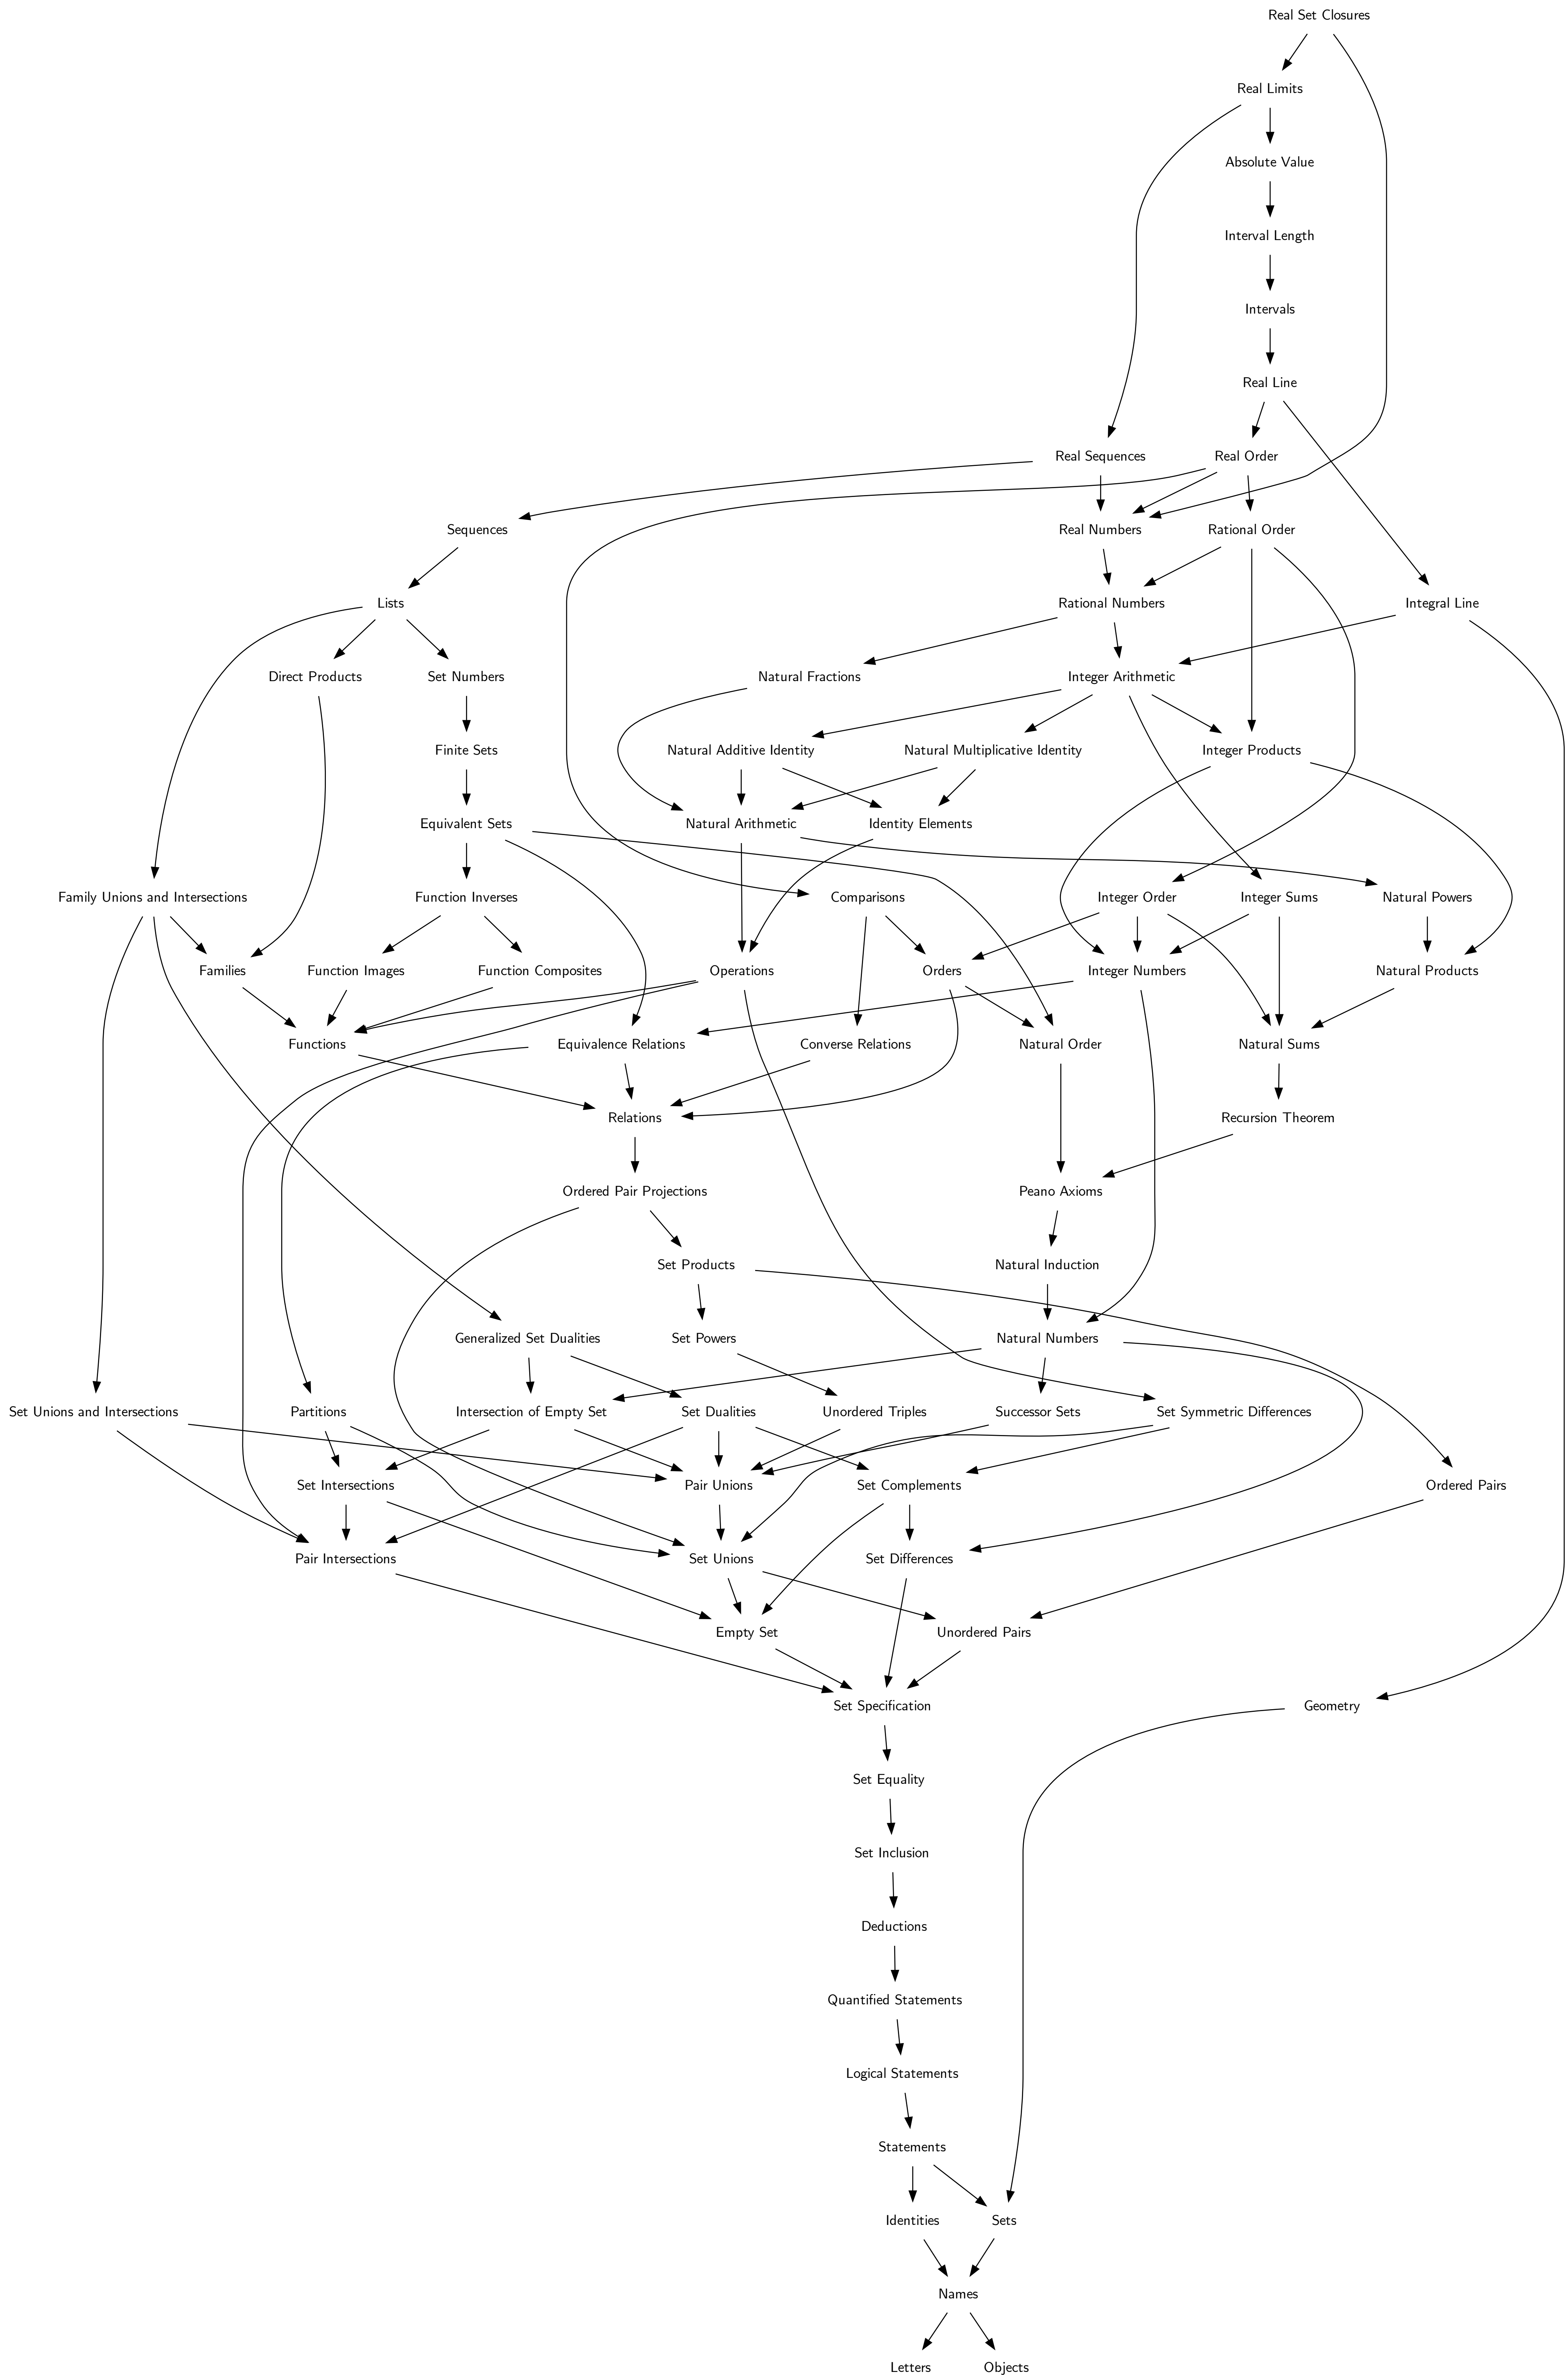 Real Set Closures
Real Limits
Absolute Value
Interval Length
Intervals
Real Line
Real Sequences
Real Order
Sequences
Real Numbers
Rational Order
Lists
Rational Numbers
Integral Line
Direct Products
Set Numbers
Natural Fractions
Integer Arithmetic
Finite Sets
Natural Additive Identity
Natural Multiplicative Identity
Integer Products
Equivalent Sets
Natural Arithmetic
Identity Elements
Family Unions and Intersections
Function Inverses
Comparisons
Integer Order
Integer Sums
Natural Powers
Families
Function Images
Function Composites
Operations
Orders
Integer Numbers
Natural Products
Functions
Equivalence Relations
Converse Relations
Natural Order
Natural Sums
Relations
Recursion Theorem
Ordered Pair Projections
Peano Axioms
Set Products
Natural Induction
Generalized Set Dualities
Set Powers
Natural Numbers
Set Unions and Intersections
Partitions
Intersection of Empty Set
Set Dualities
Unordered Triples
Successor Sets
Set Symmetric Differences
Set Intersections
Pair Unions
Set Complements
Ordered Pairs
Pair Intersections
Set Unions
Set Differences
Empty Set
Unordered Pairs
Set Specification
Geometry
Set Equality
Set Inclusion
Deductions
Quantified Statements
Logical Statements
Statements
Identities
Sets
Names
Letters
Objects